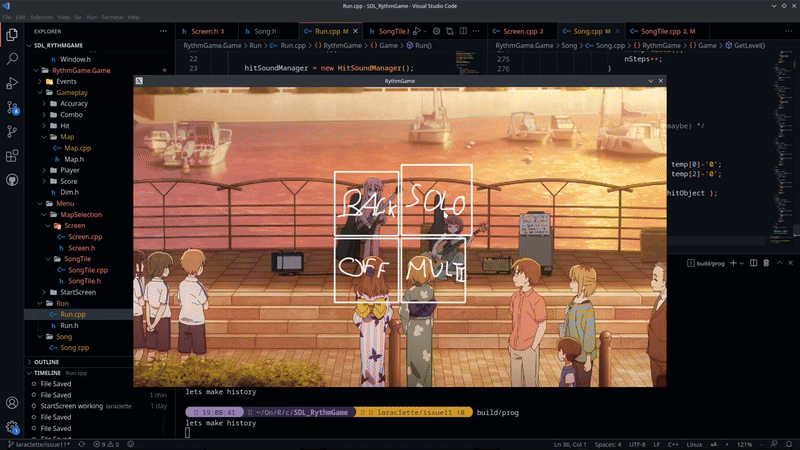 Run.cpp - SDL_RythmGame - Visual Studio Code
File Edit Selection View Go Run Terminal Help
EXPLORER
SDL_RYTHMGAME
Window.h
RythmGame.Game
Events
Gameplay
Accuracy
Combo
Hit
Map
Map.cpp
Map.h
Player
Score
Dim.h
Menu
MapSelection
Screen
Screen.cpp
Screen.h
SongTile
SongTile.cpp
SongTile.h
StartScreen
Run
Run.cpp
Run.h
Song
Song.cpp
OUTLINE
TIMELINE Run.cpp
File Saved
File Saved 1 min
StartScreen working laraclette 1 day
File Saved
File Saved
File Saved
Screen.h 3 Song.h Run.cpp M SongTile.h
RythmGame.Game > Run > Run.cpp > {} RythmGame > {} Game > Run()
22
23 hitSoundManager = new HitSoundManager();
Screen.cpp 2 Song.cpp M SongTile.cpp 2, M
RythmGame.Game > Song > Song.cpp > {} RythmGame > {} Game > GetLevel()
275 nSteps++;
276 }
RythmGame
BACK SOLO
OFF MULTI
(maybe) */
temp[0]-'0';
temp[2]-'0';
hitObject );
build/prog
lets make history
19:08:41 ~/On/R/c/SDL_RythmGame laraclette/issue11 !8 build/prog
lets make history
laraclette/issue11* 9 0 Ln 36, Col 1 Spaces: 4 UTF-8 LF C++ Linux 121%